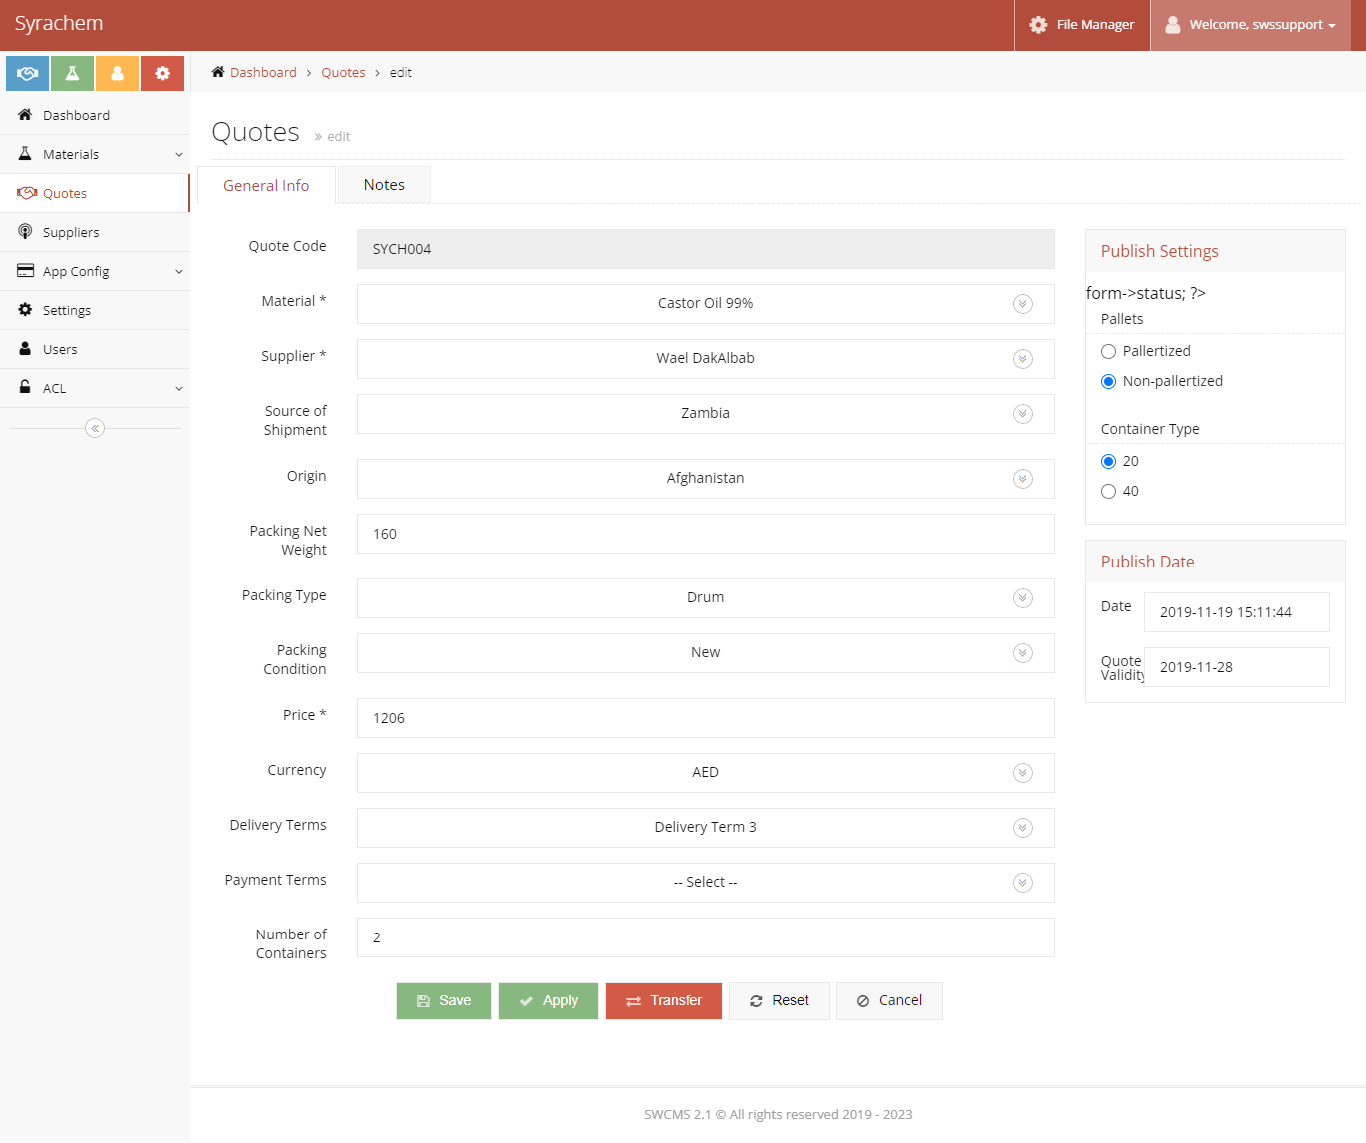 Syrachem
File Manager
Welcome, swssupport
Dashboard
Materials
Quotes
Suppliers
App Config
Settings
Users
ACL
Dashboard > Quotes > edit
Quotes » edit
General Info
Notes
Quote Code
SYCH004
Material *
Castor Oil 99%
Supplier *
Wael DakAlbab
Source of
Shipment
Zambia
Origin
Afghanistan
Packing Net
Weight
160
Packing Type
Drum
Packing
Condition
New
Price *
1206
Currency
AED
Delivery Terms
Delivery Term 3
Payment Terms
-- Select --
Number of
Containers
2
Save
Apply
Transfer
Reset
Cancel
Publish Settings
form->status; ?>
Pallets
Pallertized
Non-pallertized
Container Type
20
40
Publish Date
Date
2019-11-19 15:11:44
Quote
Validity
2019-11-28
SWCMS 2.1 © All rights reserved 2019 - 2023